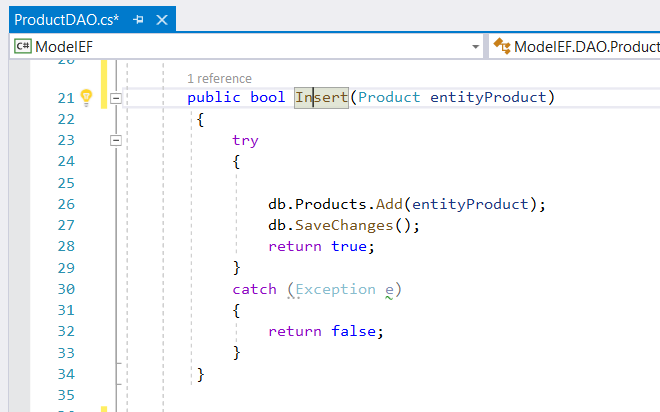 ProductDAO.cs*
C# ModelEF
ModelEF.DAO.Product
20
1 reference
21 public bool Insert(Product entityProduct)
22 {
23 try
24 {
25
26 db.Products.Add(entityProduct);
27 db.SaveChanges();
28 return true;
29 }
30 catch (Exception e)
31 {
32 return false;
33 }
34 }
35